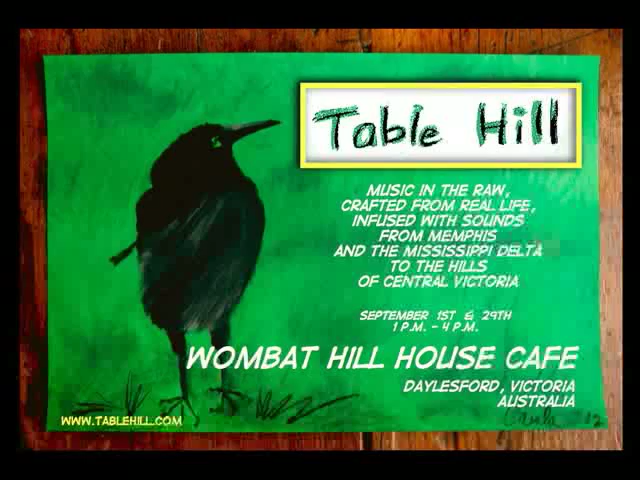 Table Hill
MUSIC IN THE RAW,
CRAFTED FROM REAL LIFE,
INFUSED WITH SOUNDS
FROM MEMPHIS
AND THE MISSISSIPPI DELTA
TO THE HILLS
OF CENTRAL VICTORIA
SEPTEMBER 1ST & 29TH
1 P.M. - 4 P.M.
WOMBAT HILL HOUSE CAFE
DAYLESFORD, VICTORIA
AUSTRALIA
WWW.TABLEHILL.COM